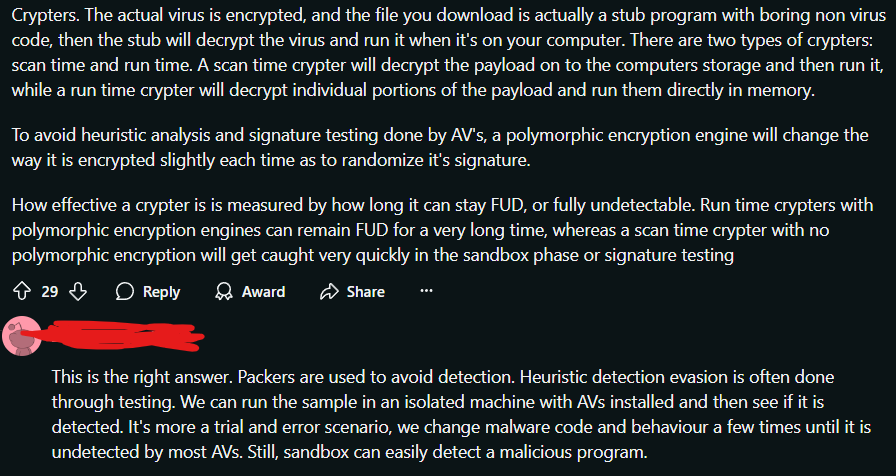 Crypters. The actual virus is encrypted, and the file you download is actually a stub program with boring non virus
code, then the stub will decrypt the virus and run it when it's on your computer. There are two types of crypters:
scan time and run time. A scan time crypter will decrypt the payload on to the computers storage and then run it,
while a run time crypter will decrypt individual portions of the payload and run them directly in memory.
To avoid heuristic analysis and signature testing done by AV's, a polymorphic encryption engine will change the
way it is encrypted slightly each time as to randomize it's signature.
How effective a crypter is is measured by how long it can stay FUD, or fully undetectable. Run time crypters with
polymorphic encryption engines can remain FUD for a very long time, whereas a scan time crypter with no
polymorphic encryption will get caught very quickly in the sandbox phase or signature testing
29 Reply Award Share ...
This is the right answer. Packers are used to avoid detection. Heuristic detection evasion is often done
through testing. We can run the sample in an isolated machine with AVs installed and then see if it is
detected. It's more a trial and error scenario, we change malware code and behaviour a few times until it is
undetected by most AVs. Still, sandbox can easily detect a malicious program.